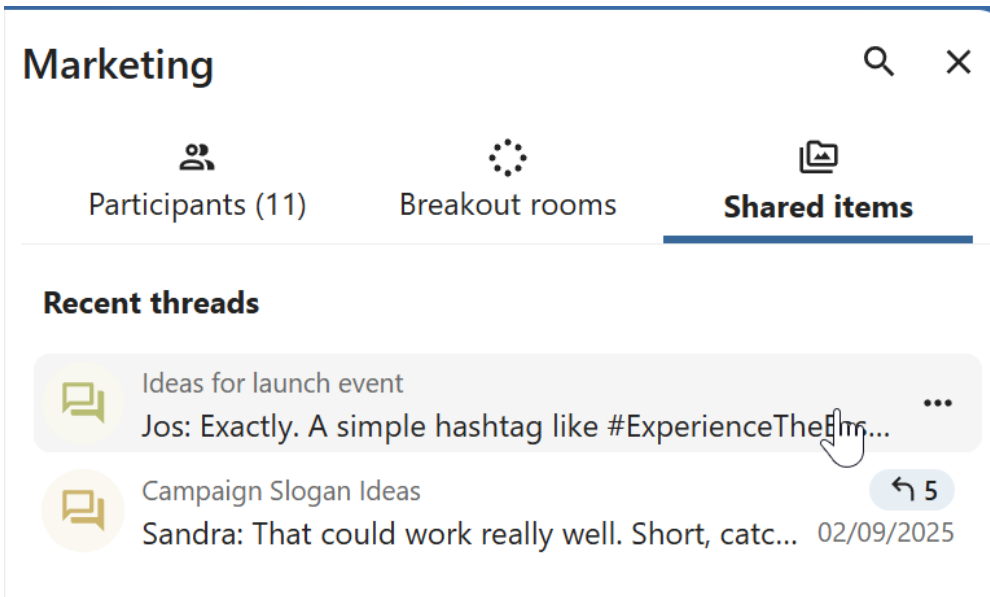 Marketing
Participants (11)
Breakout rooms
Shared items
Recent threads
Ideas for launch event
Jos: Exactly. A simple hashtag like
Campaign Slogan Ideas
5
Sandra: That could work really well. Short, catc...
02/09/2025